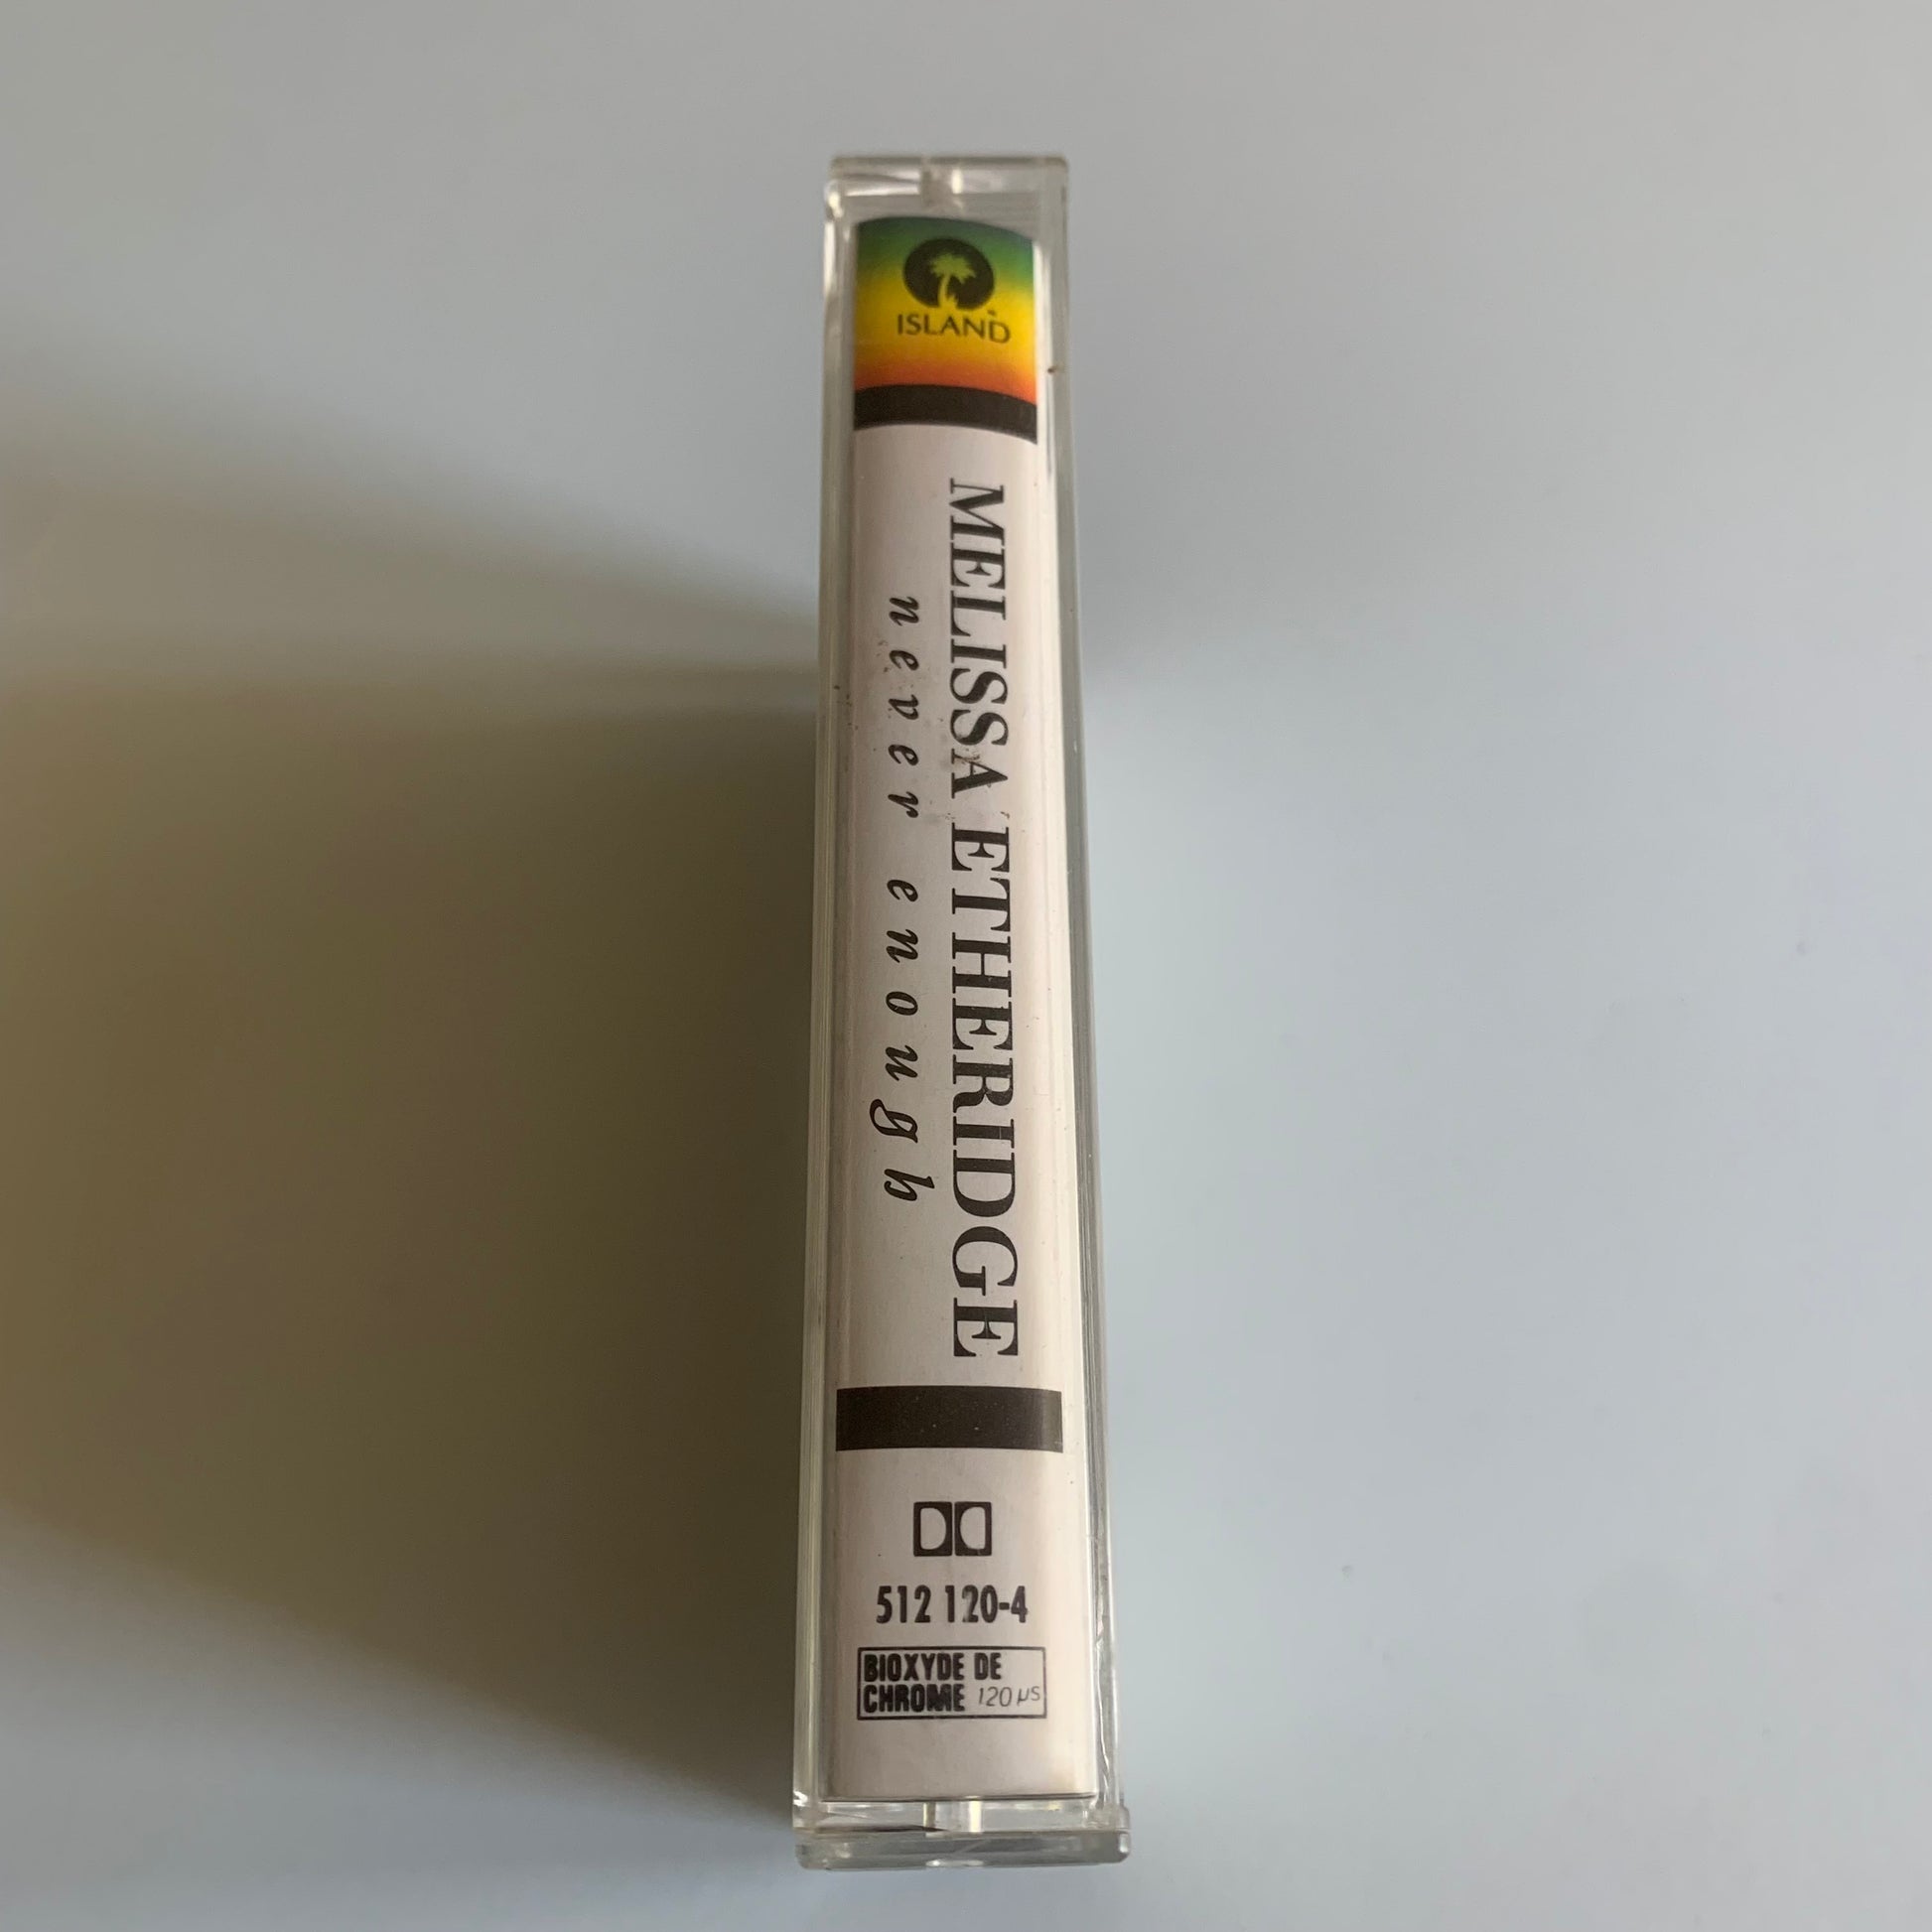 ISLAND
MELISSA ETHERIDGE
never enough
512 120-4
BIOXYDE DE
CHROME 120 µs